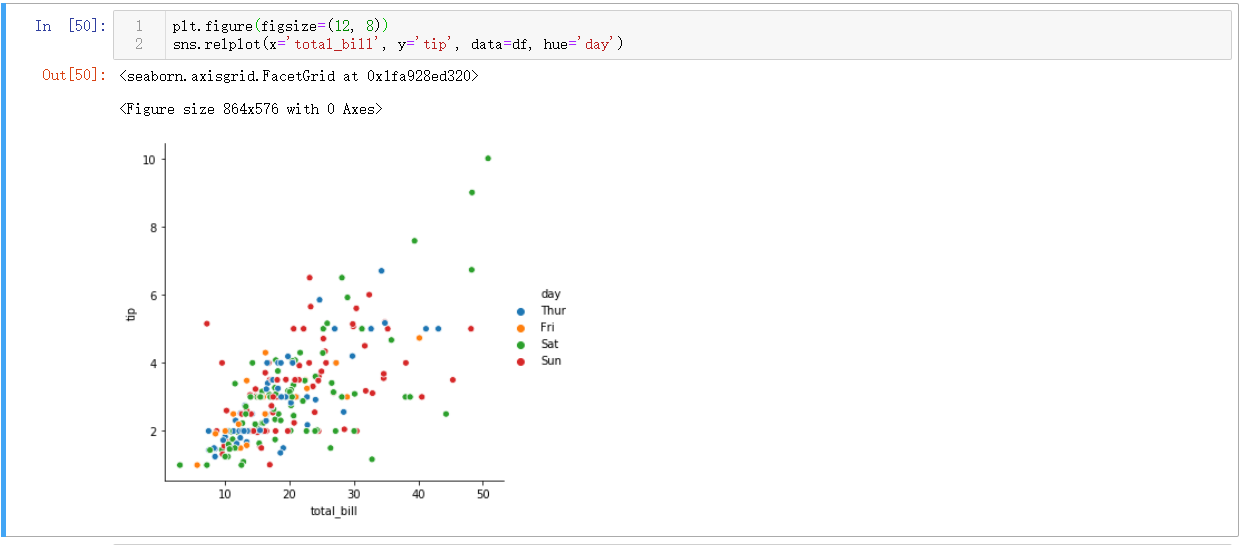 In [50]:
1 plt.figure(figsize=(12, 8))
2 sns.relplot(x='total_bill', y='tip', data=df, hue='day')
Out[50]: <seaborn.axisgrid.FacetGrid at 0x1fa928ed320>
<Figure size 864x576 with 0 Axes>
10
8
6
4
2
tip
10 20 30 40 50
total_bill
day
Thur
Fri
Sat
Sun